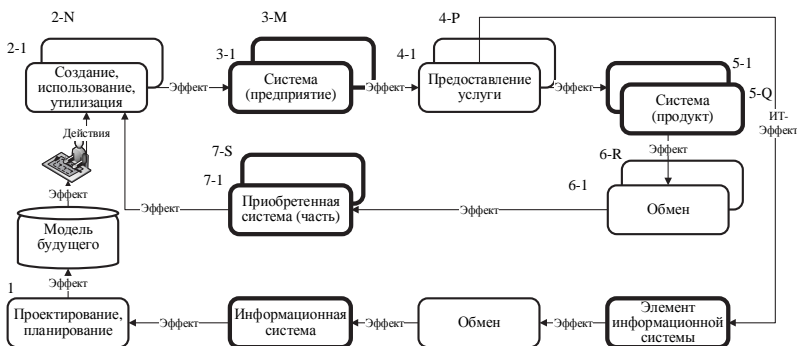 2-N
3-M
4-P
2-1
3-1
4-1
5-1
Создание,
использование,
утилизация
Эффект
Система
(предприятие)
Эффект
Предоставление
услуги
Эффект
5-Q
Система
(продукт)
ИТ-
Эффект
Действия
Эффект
7-S
6-R
7-1
6-1
Эффект
Приобретенная
система (часть)
Эффект
Обмен
Эффект
Модель
будущего
Эффект
1
Проектирование,
планирование
Эффект
Информационная
система
Эффект
Обмен
Эффект
Элемент
информационной
системы